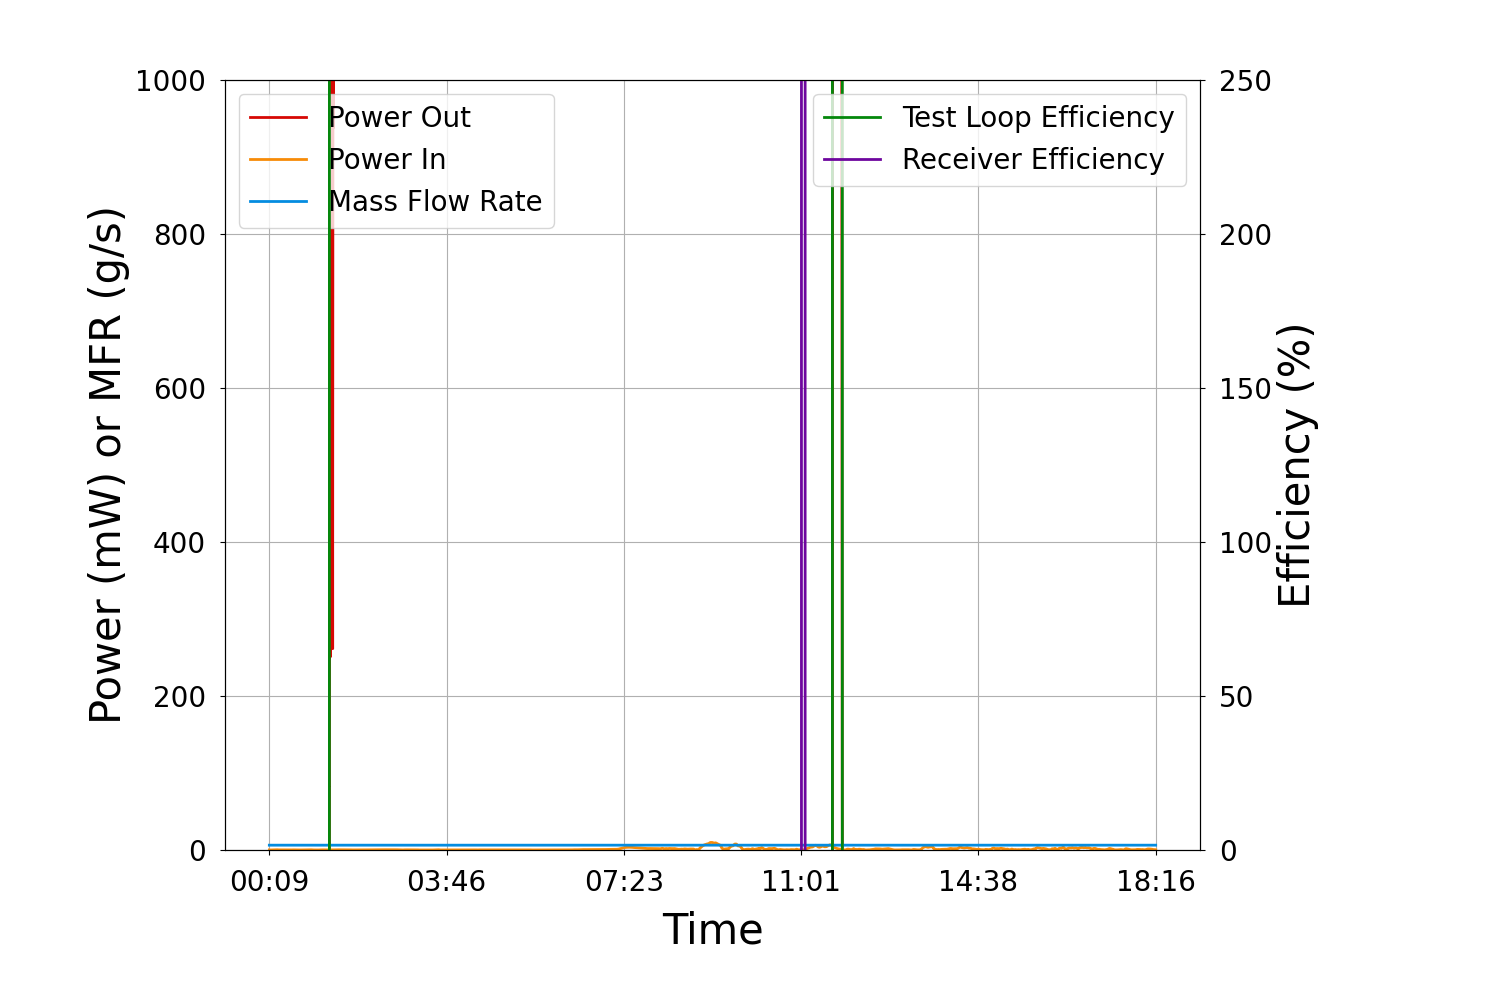 1000
800
600
400
200
0
Power (mW) or MFR (g/s)
Power Out
Power In
Mass Flow Rate
Test Loop Efficiency
Receiver Efficiency
250
200
150
100
50
0
Efficiency (%)
00:09 03:46 07:23 11:01 14:38 18:16
Time